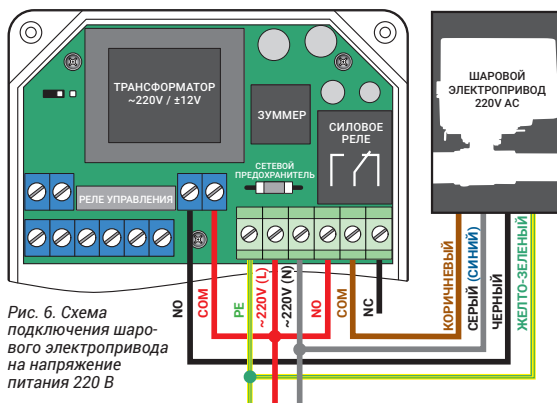 ТРАНСФОРМАТОР
~220V / ±12V
ЗУММЕР
СИЛОВОЕ
РЕЛЕ
СЕТЕВОЙ
ПРЕДОХРАНИТЕЛЬ
РЕЛЕ УПРАВЛЕНИЯ
ШАРОВОЙ
ЭЛЕКТРОПРИВОД
220V AC
NO
COM
PE
~220V (L)
~220V (N)
NO
COM
NC
КОРИЧНЕВЫЙ
СЕРЫЙ (СИНИЙ)
ЧЕРНЫЙ
ЖЕЛТО-ЗЕЛЕНЫЙ
Рис. 6. Схема
подключения шаро-
вого электропривода
на напряжение
питания 220 В